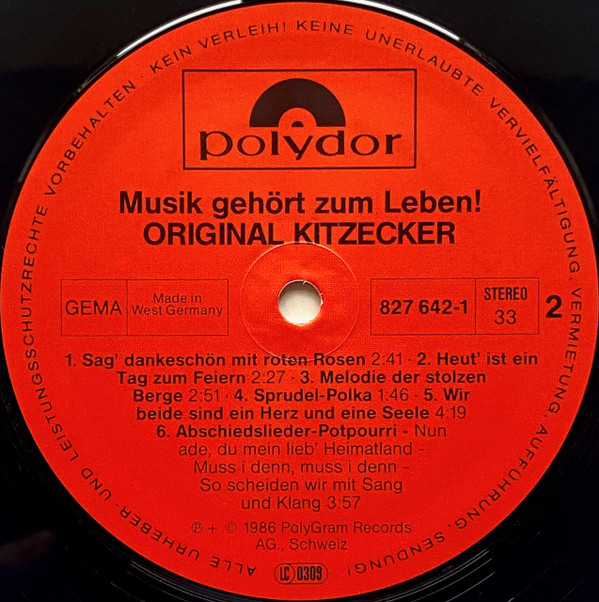 ALLE URHEBER- UND LEISTUNGSSCHUTZRECHTE VORBEHALTEN · KEIN VERLEIH! KEINE UNERLAUBTE VERVIELFÄLTIGUNG, VERMIETUNG, AUFFÜHRUNG, SENDUNG!
polydor
Musik gehört zum Leben!
ORIGINAL KITZECKER
GEMA
Made in
West Germany
827 642-1
STEREO
33
2
1. Sag' dankeschön mit roten Rosen 2:41 · 2. Heut' ist ein
Tag zum Feiern 2:27 · 3. Melodie der stolzen
Berge 2:51 · 4. Sprudel-Polka 1:46 · 5. Wir
beide sind ein Herz und eine Seele 4:19
6. Abschiedslieder-Potpourri - Nun
ade, du mein lieb' Heimatland -
Muss i denn, muss i denn -
So scheiden wir mit Sang
und Klang 3:57
℗ + © 1986 PolyGram Records
AG., Schweiz
LC 0309